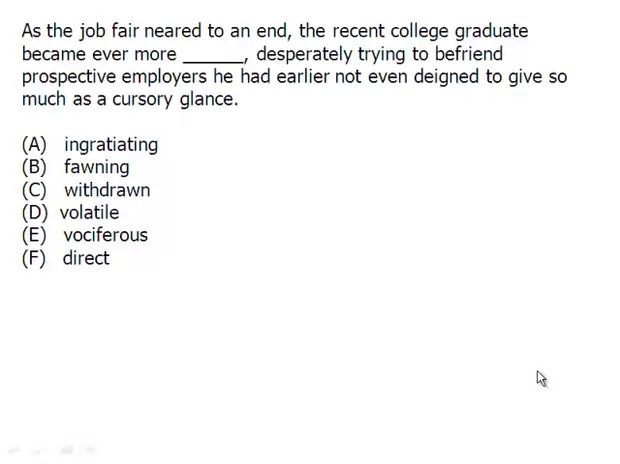 As the job fair neared to an end, the recent college graduate
became ever more ______, desperately trying to befriend
prospective employers he had earlier not even deigned to give so
much as a cursory glance.
(A) ingratiating
(B) fawning
(C) withdrawn
(D) volatile
(E) vociferous
(F) direct